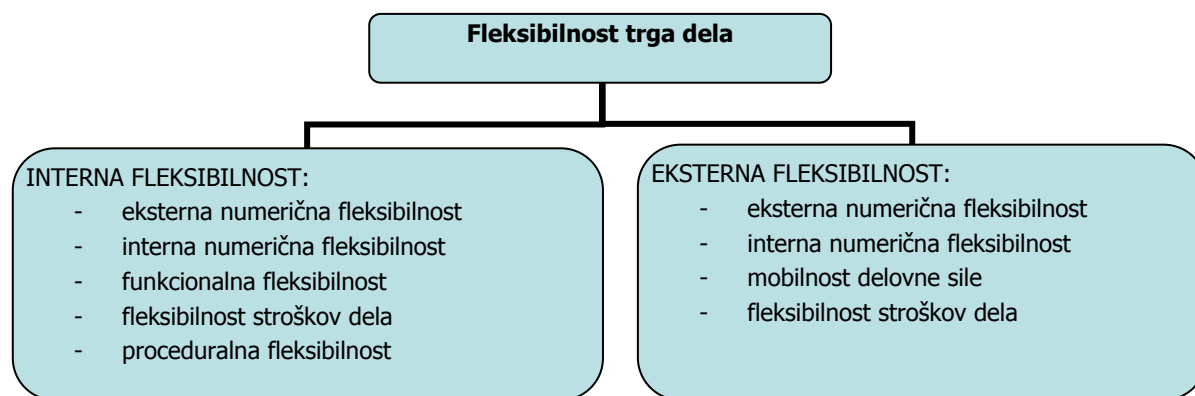 Fleksibilnost trga dela
INTERNA FLEKSIBILNOST:
- eksterna numerična fleksibilnost
- interna numerična fleksibilnost
- funkcionalna fleksibilnost
- fleksibilnost stroškov dela
- proceduralna fleksibilnost
EKSTERNA FLEKSIBILNOST:
- eksterna numerična fleksibilnost
- interna numerična fleksibilnost
- mobilnost delovne sile
- fleksibilnost stroškov dela